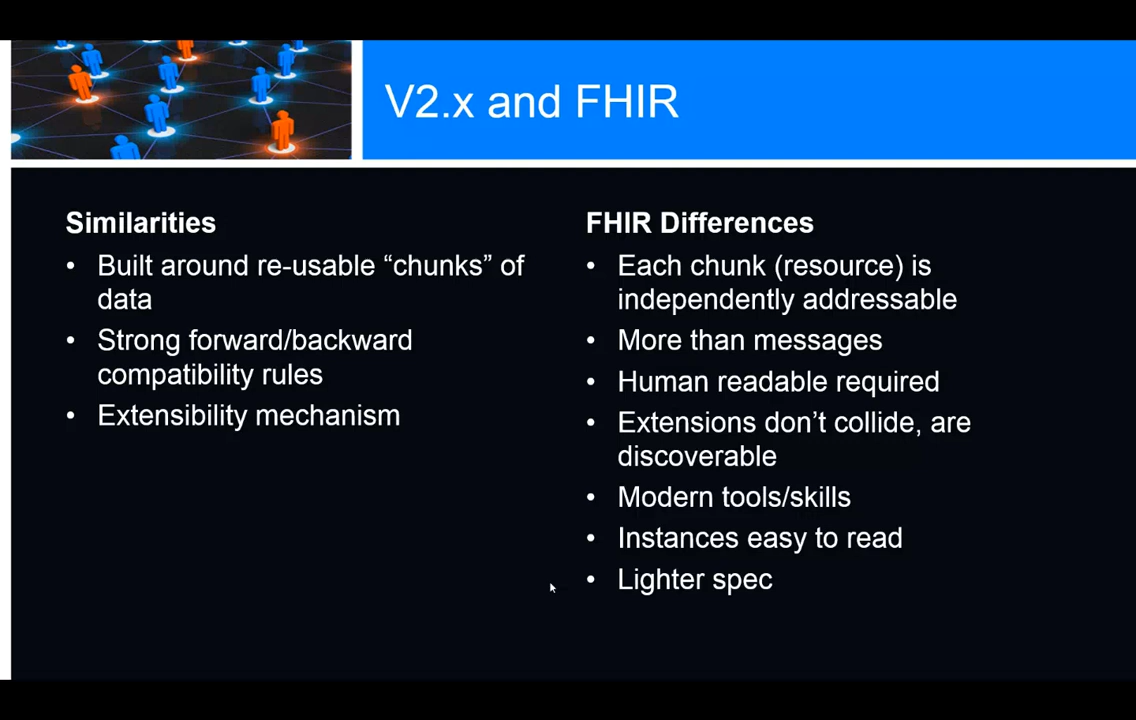 V2.x and FHIR
Similarities
• Built around re-usable “chunks” of
data
• Strong forward/backward
compatibility rules
• Extensibility mechanism
FHIR Differences
• Each chunk (resource) is
independently addressable
• More than messages
• Human readable required
• Extensions don’t collide, are
discoverable
• Modern tools/skills
• Instances easy to read
• Lighter spec